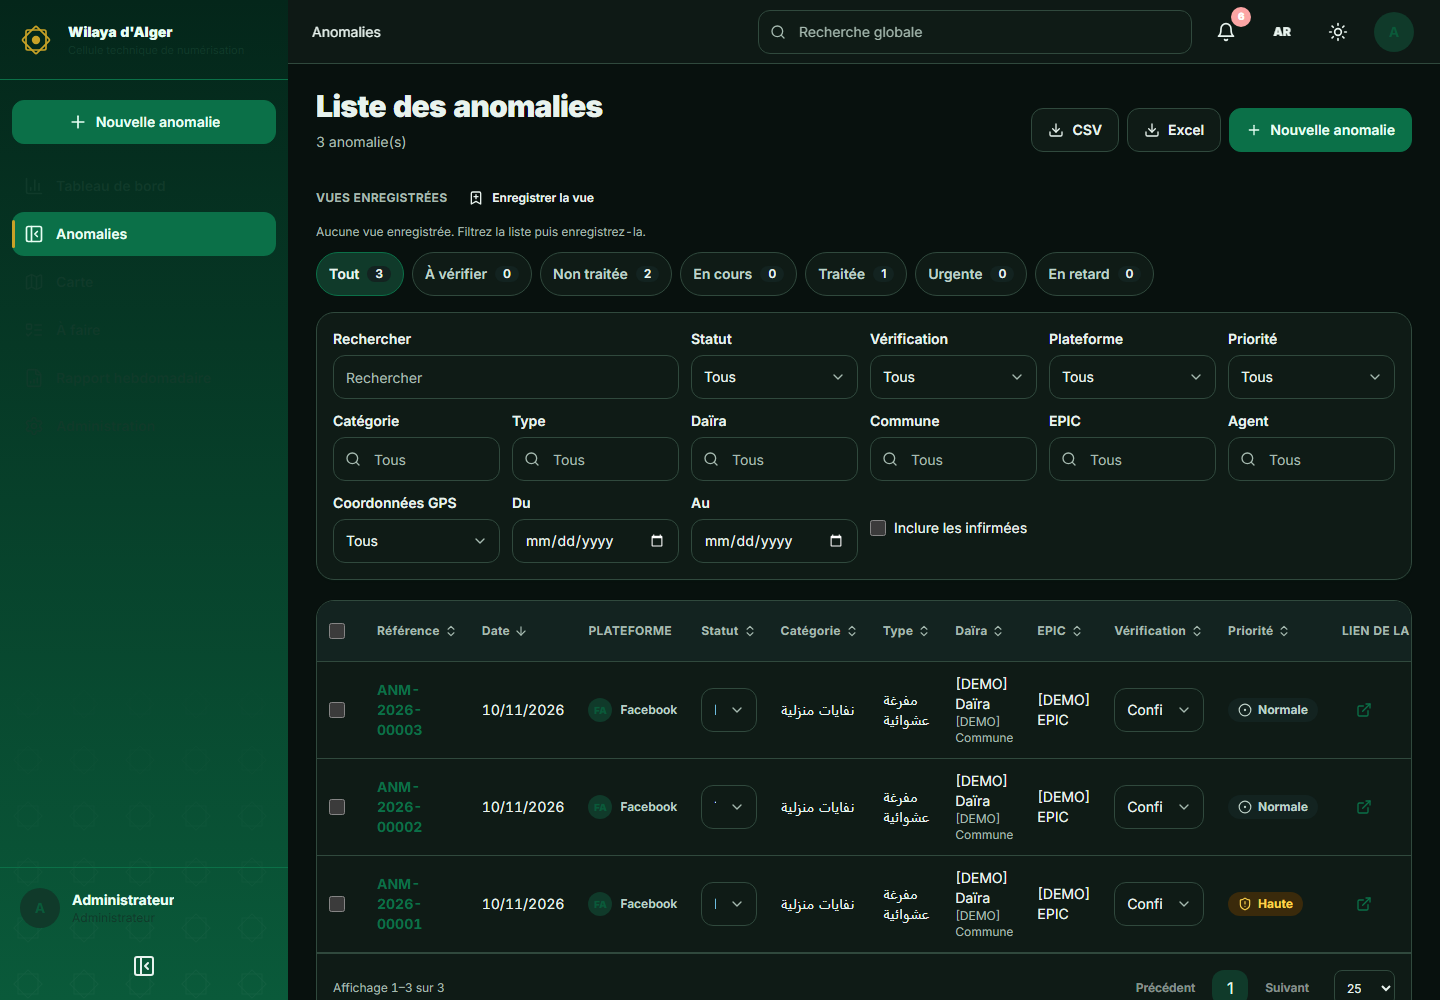 Wilaya d'Alger
Cellule technique de numérisation
Anomalies
Recherche globale
6
AR
A
Nouvelle anomalie
Tableau de bord
Anomalies
Carte
À faire
Liste des anomalies
3 anomalie(s)
CSV
Excel
Nouvelle anomalie
VUES ENREGISTRÉES
Enregistrer la vue
Aucune vue enregistrée. Filtrez la liste puis enregistrez-la.
Tout 3
À vérifier 0
Non traitée 2
En cours 0
Traitée 1
Urgente 0
En retard 0
Rechercher
Statut
Vérification
Plateforme
Priorité
Rechercher
Tous
Tous
Tous
Tous
Catégorie
Type
Daïra
Commune
EPIC
Agent
Tous
Tous
Tous
Tous
Tous
Tous
Coordonnées GPS
Du
Au
Tous
mm/dd/yyyy
mm/dd/yyyy
Inclure les infirmées
Référence
Date
PLATEFORME
Statut
Catégorie
Type
Daïra
EPIC
Vérification
Priorité
LIEN DE LA
ANM-
2026-
00003
10/11/2026
FA
Facebook
نفايات منزلية
مفرغة
عشوائية
[DEMO]
Daïra
[DEMO]
Commune
[DEMO]
EPIC
Confi
Normale
ANM-
2026-
00002
10/11/2026
FA
Facebook
نفايات منزلية
مفرغة
عشوائية
[DEMO]
Daïra
[DEMO]
Commune
[DEMO]
EPIC
Confi
Normale
ANM-
2026-
00001
10/11/2026
FA
Facebook
نفايات منزلية
مفرغة
عشوائية
[DEMO]
Daïra
[DEMO]
Commune
[DEMO]
EPIC
Confi
Haute
A
Administrateur
Administrateur
Affichage 1–3 sur 3
Précédent
1
Suivant
25